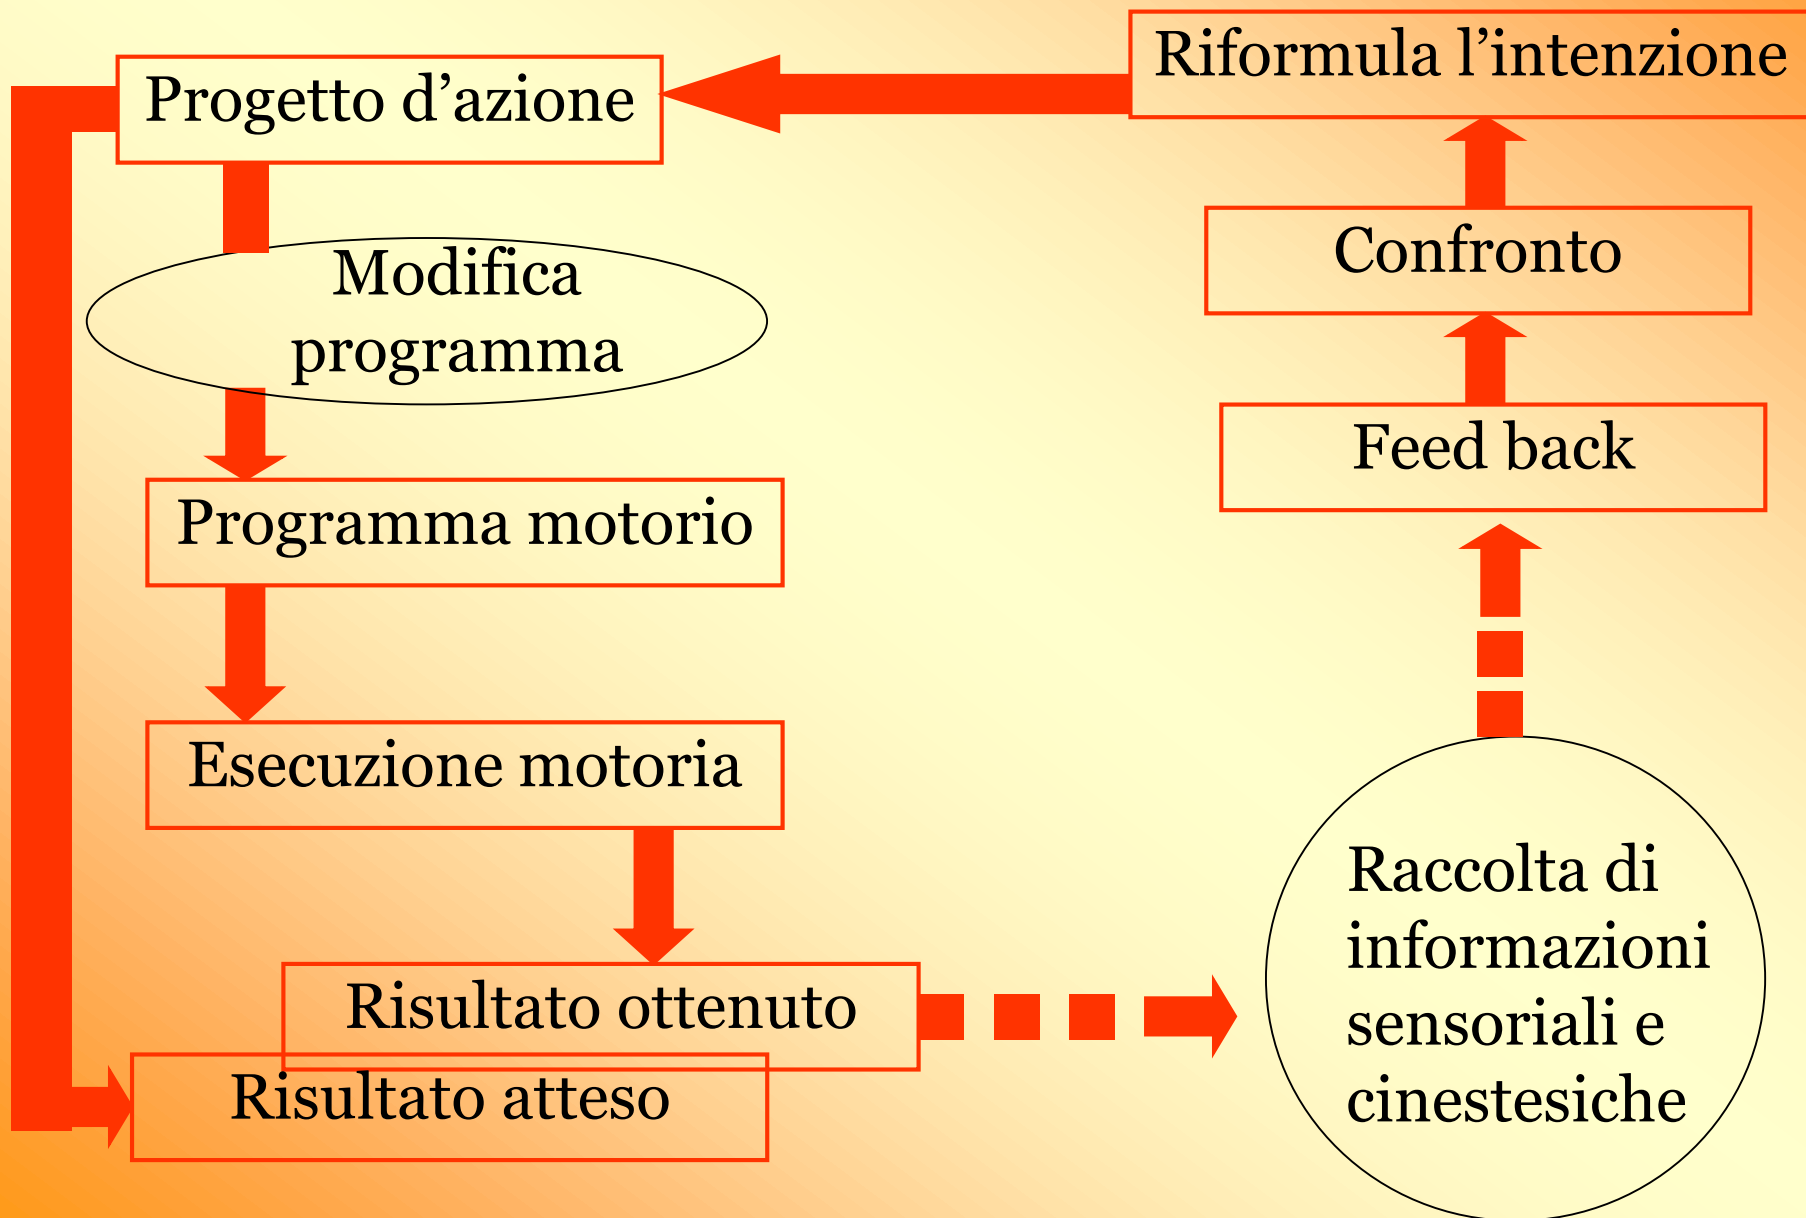 Riformula l’intenzione
Progetto d’azione
Confronto
Modifica
programma
Feed back
Programma motorio
Esecuzione motoria
Raccolta di
informazioni
sensoriali e
cinestesiche
Risultato ottenuto
Risultato atteso